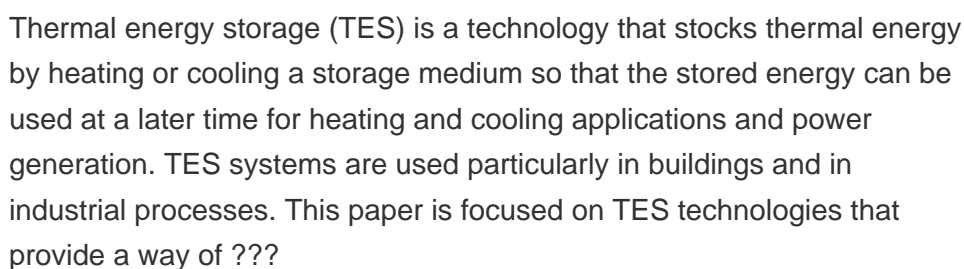 Thermal energy storage (TES) is a technology that stocks thermal energy
by heating or cooling a storage medium so that the stored energy can be
used at a later time for heating and cooling applications and power
generation. TES systems are used particularly in buildings and in
industrial processes. This paper is focused on TES technologies that
provide a way of ???